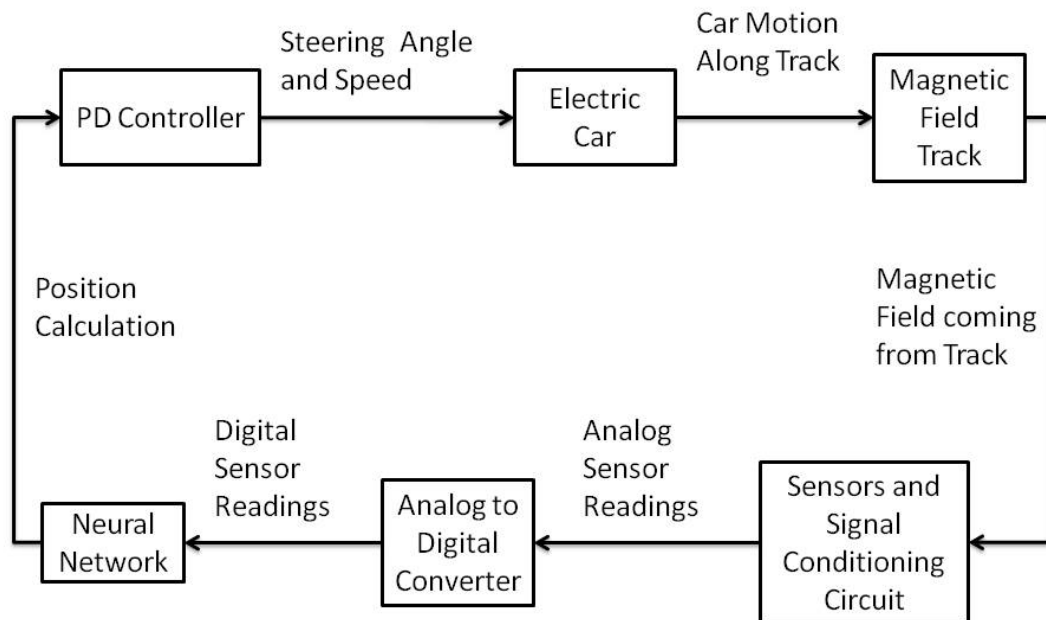 Steering Angle
and Speed
Car Motion
Along Track
PD Controller
Electric
Car
Magnetic
Field
Track
Position
Calculation
Magnetic
Field coming
from Track
Digital
Sensor
Readings
Analog
Sensor
Readings
Neural
Network
Analog to
Digital
Converter
Sensors and
Signal
Conditioning
Circuit